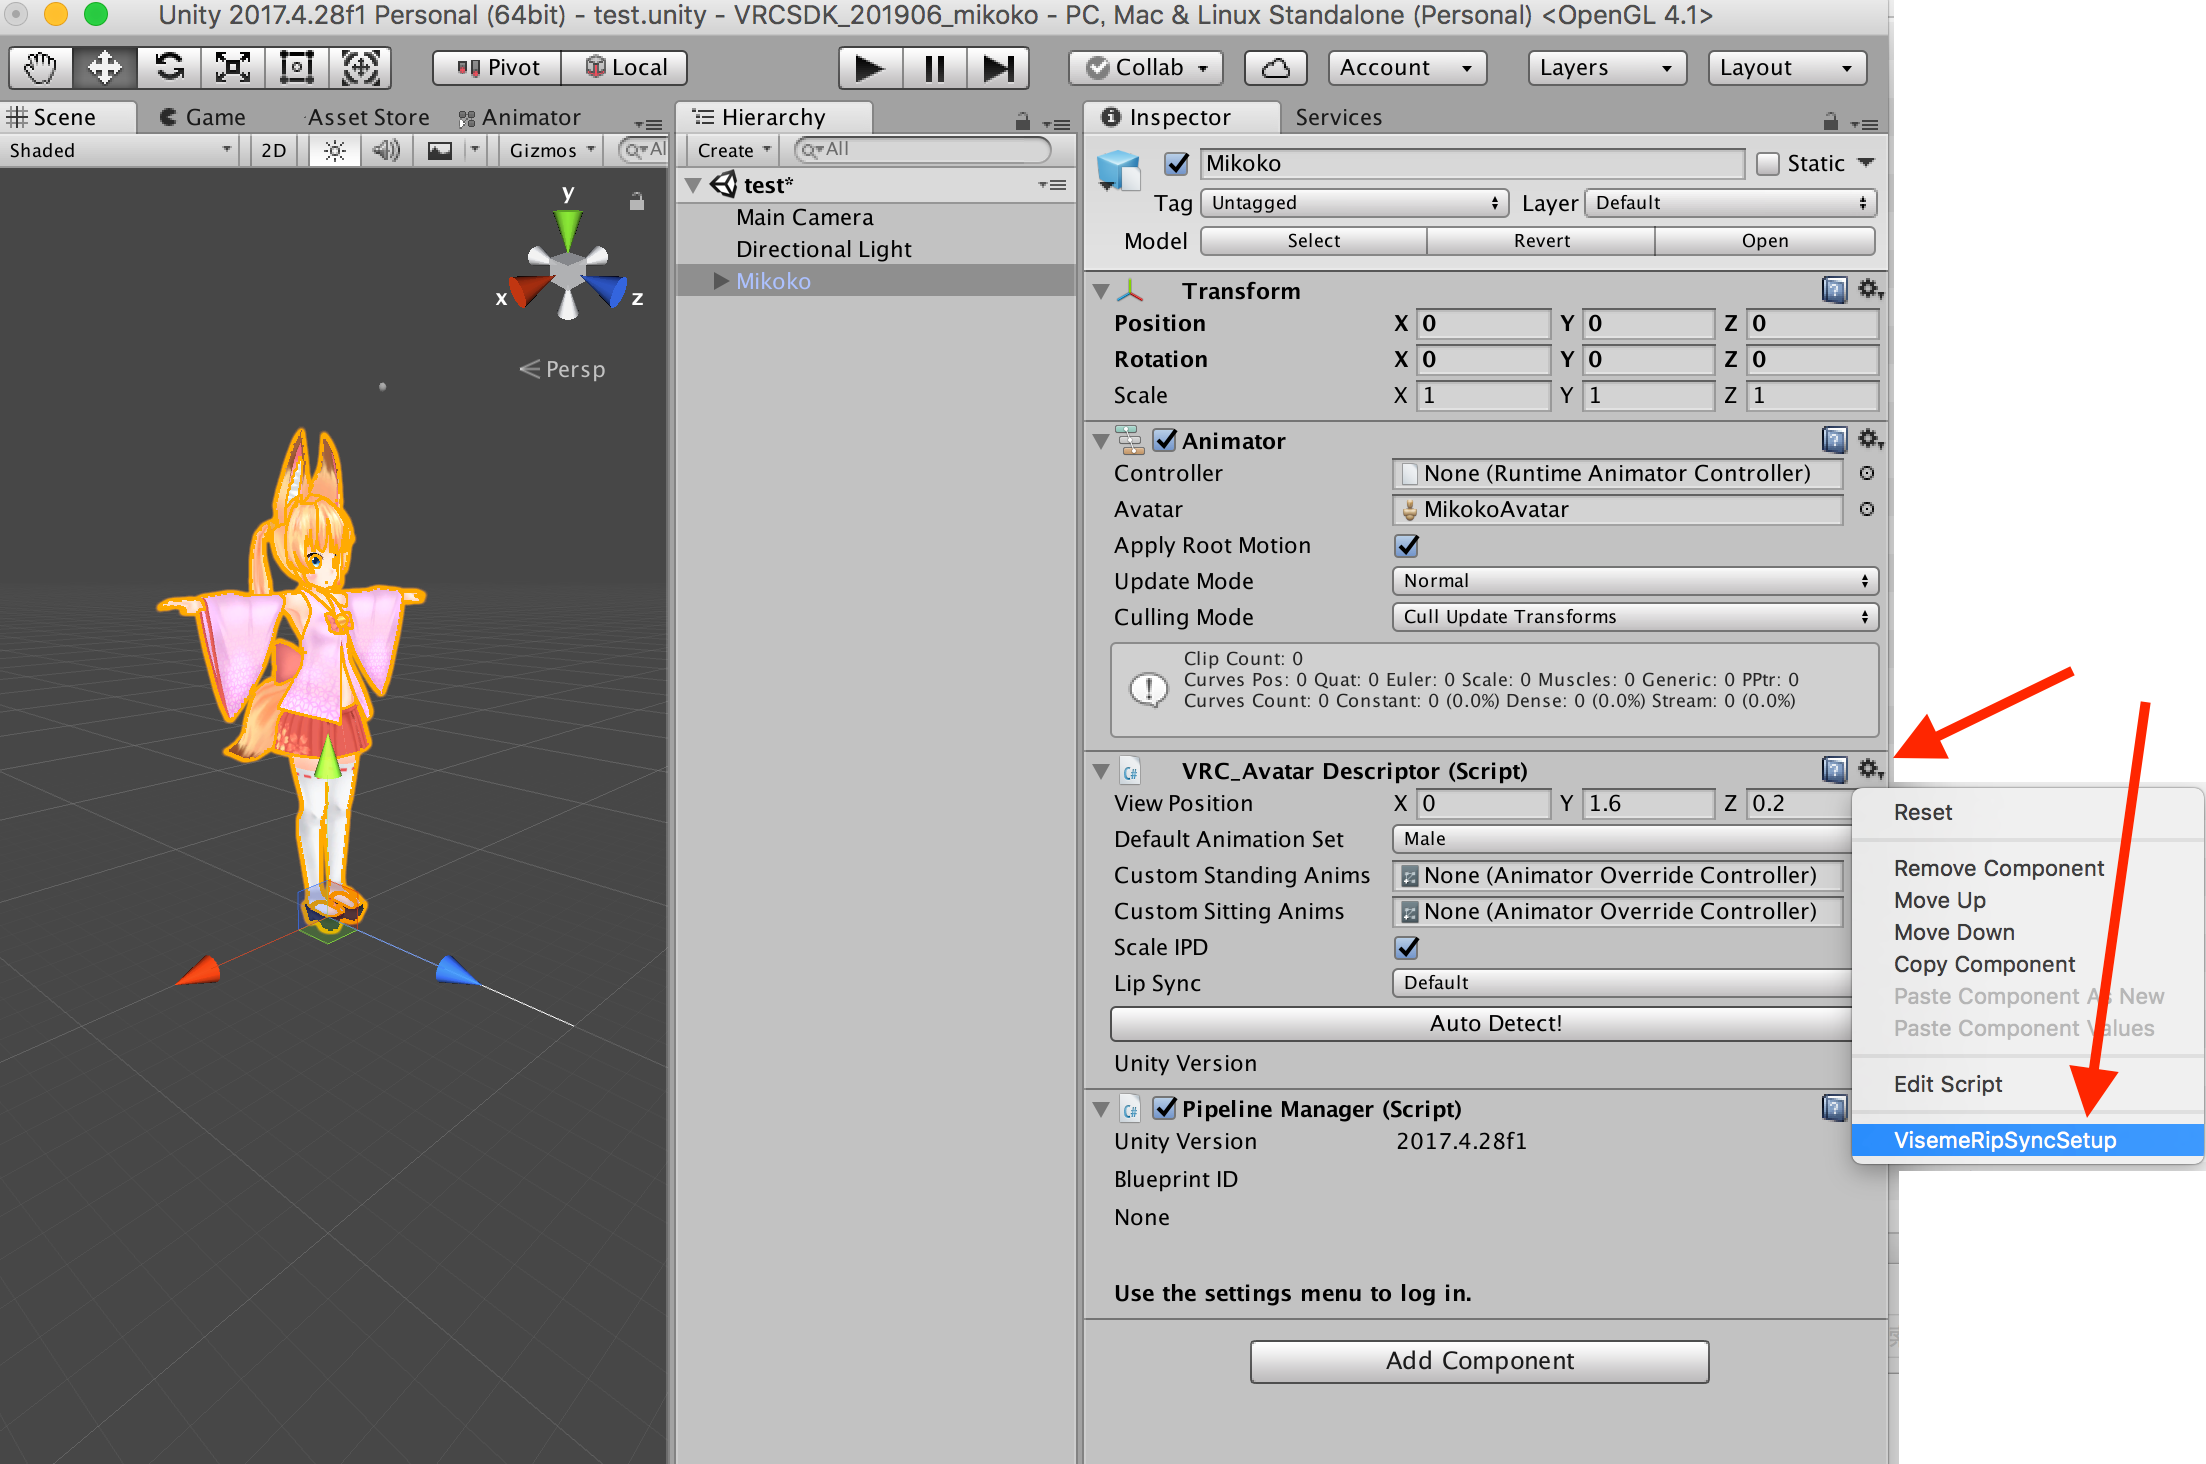 Unity 2017.4.28f1 Personal (64bit) - test.unity - VRCSDK_201906_mikoko - PC, Mac & Linux Standalone (Personal) <OpenGL 4.1>
Pivot Local Collab Account Layers Layout
Scene Game Asset Store Animator
Shaded 2D Gizmos All
y
x z
Persp
Hierarchy
Create All
test*
Main Camera
Directional Light
Mikoko
Inspector Services
Mikoko Static
Tag Untagged Layer Default
Model Select Revert Open
Transform
Position X 0 Y 0 Z 0
Rotation X 0 Y 0 Z 0
Scale X 1 Y 1 Z 1
Animator
Controller None (Runtime Animator Controller)
Avatar MikokoAvatar
Apply Root Motion
Update Mode Normal
Culling Mode Cull Update Transforms
Clip Count: 0
Curves Pos: 0 Quat: 0 Euler: 0 Scale: 0 Muscles: 0 Generic: 0 PPtr: 0
Curves Count: 0 Constant: 0 (0.0%) Dense: 0 (0.0%) Stream: 0 (0.0%)
C# VRC_Avatar Descriptor (Script)
View Position X 0 Y 1.6 Z 0.2
Default Animation Set Male
Custom Standing Anims None (Animator Override Controller)
Custom Sitting Anims None (Animator Override Controller)
Scale IPD
Lip Sync Default
Auto Detect!
Unity Version
C# Pipeline Manager (Script)
Unity Version 2017.4.28f1
Blueprint ID
None
Use the settings menu to log in.
Add Component
Reset
Remove Component
Move Up
Move Down
Copy Component
Paste Component As New
Paste Component Values
Edit Script
VisemeRipSyncSetup